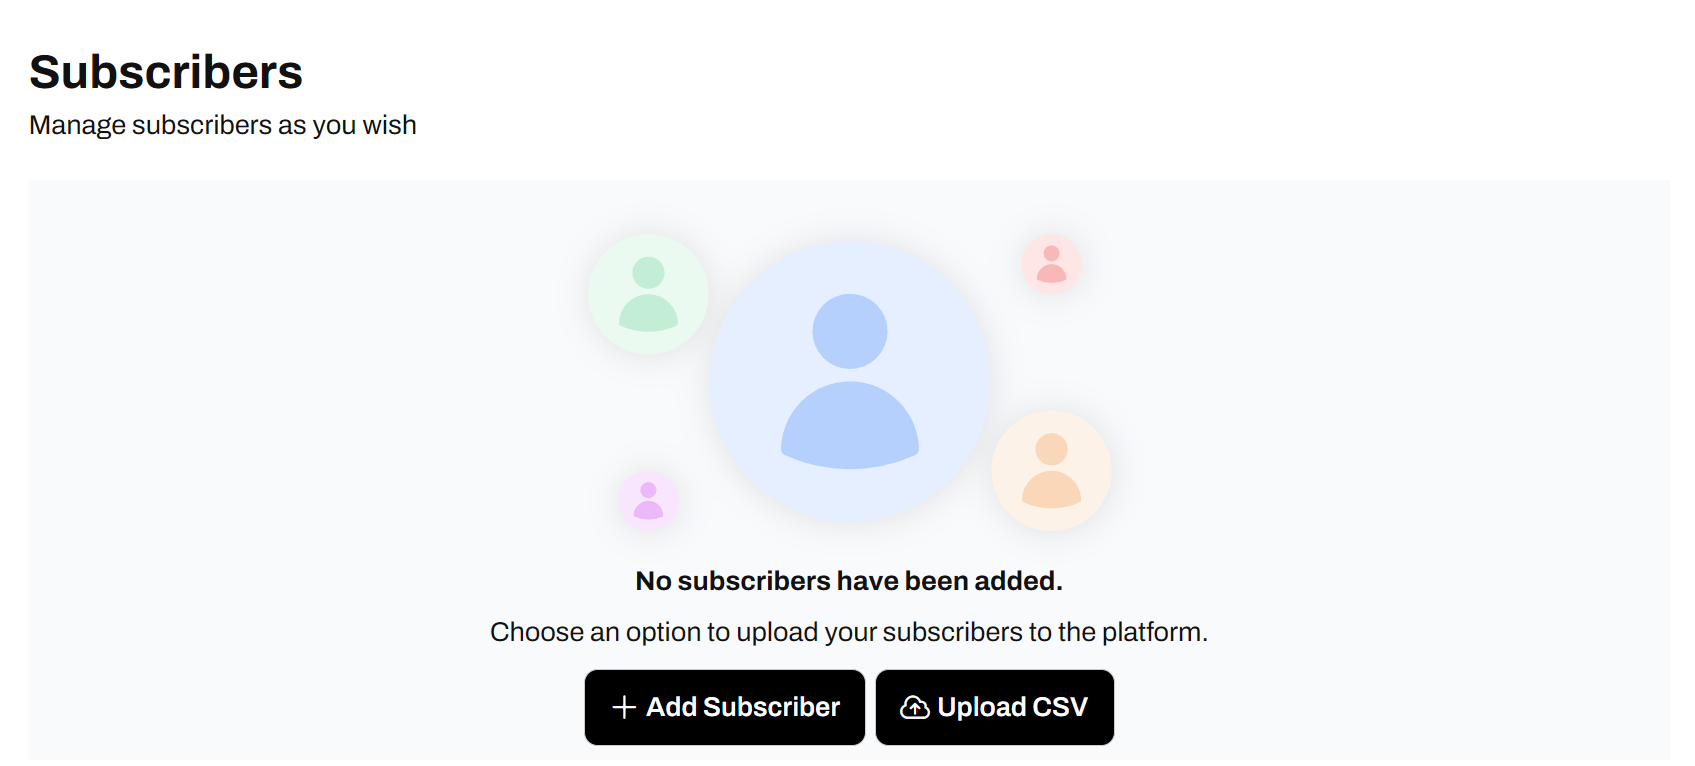 Subscribers
Manage subscribers as you wish
No subscribers have been added.
Choose an option to upload your subscribers to the platform.
Add Subscriber
Upload CSV